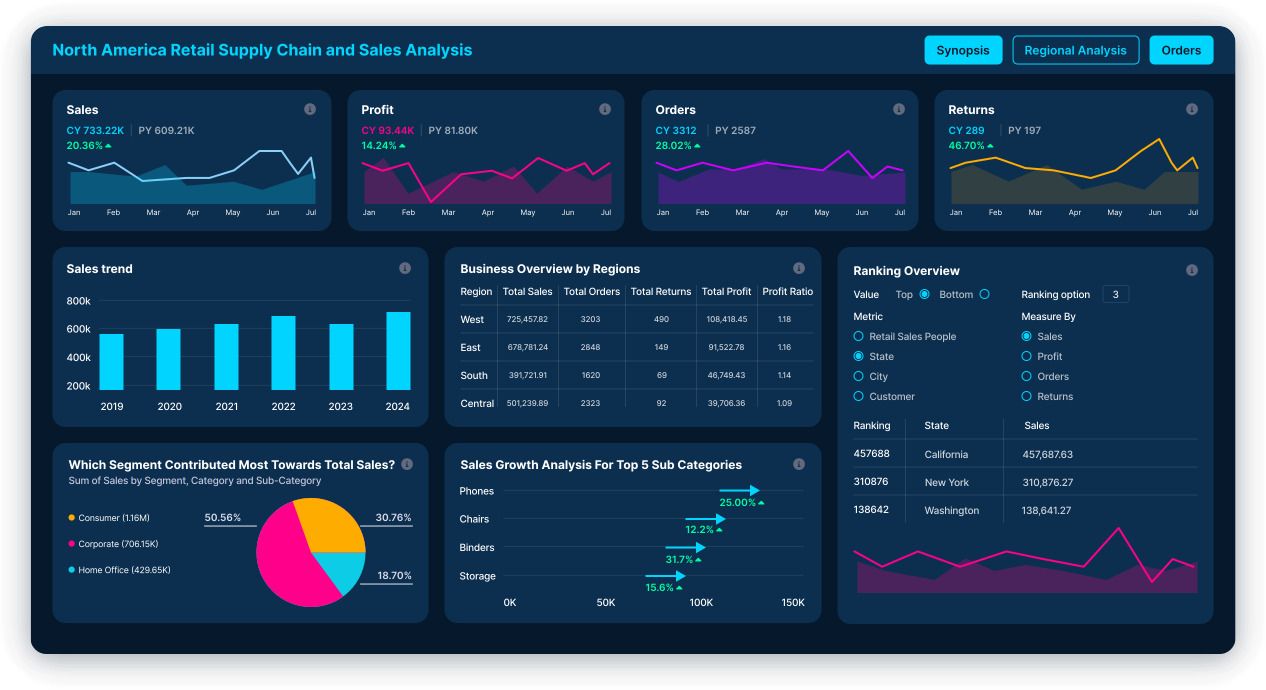 North America Retail Supply Chain and Sales Analysis
Synopsis
Regional Analysis
Orders
Sales
CY 733.22K PY 609.21K
20.36%
Jan Feb Mar Apr May Jun Jul
Profit
CY 93.44K PY 81.80K
14.24%
Jan Feb Mar Apr May Jun Jul
Orders
CY 3312 PY 2587
28.02%
Jan Feb Mar Apr May Jun Jul
Returns
CY 289 PY 197
46.70%
Jan Feb Mar Apr May Jun Jul
Sales trend
800k
600k
400k
200k
2019 2020 2021 2022 2023 2024
Business Overview by Regions
Region Total Sales Total Orders Total Returns Total Profit Profit Ratio
West 725,457.82 3203 490 108,418.45 1.18
East 678,781.24 2848 149 91,522.78 1.16
South 391,721.91 1620 69 46,749.43 1.14
Central 501,239.89 2323 92 39,706.36 1.09
Ranking Overview
Value Top Bottom Ranking option 3
Metric Measure By
Retail Sales People Sales
State Profit
City Orders
Customer Returns
Ranking State Sales
457688 California 457,687.63
310876 New York 310,876.27
138642 Washington 138,641.27
Which Segment Contributed Most Towards Total Sales?
Sum of Sales by Segment, Category and Sub-Category
Consumer (1.16M)
Corporate (706.15K)
Home Office (429.65K)
50.56%
30.76%
18.70%
Sales Growth Analysis For Top 5 Sub Categories
Phones
25.00%
Chairs
12.2%
Binders
31.7%
Storage
15.6%
0K 50K 100K 150K